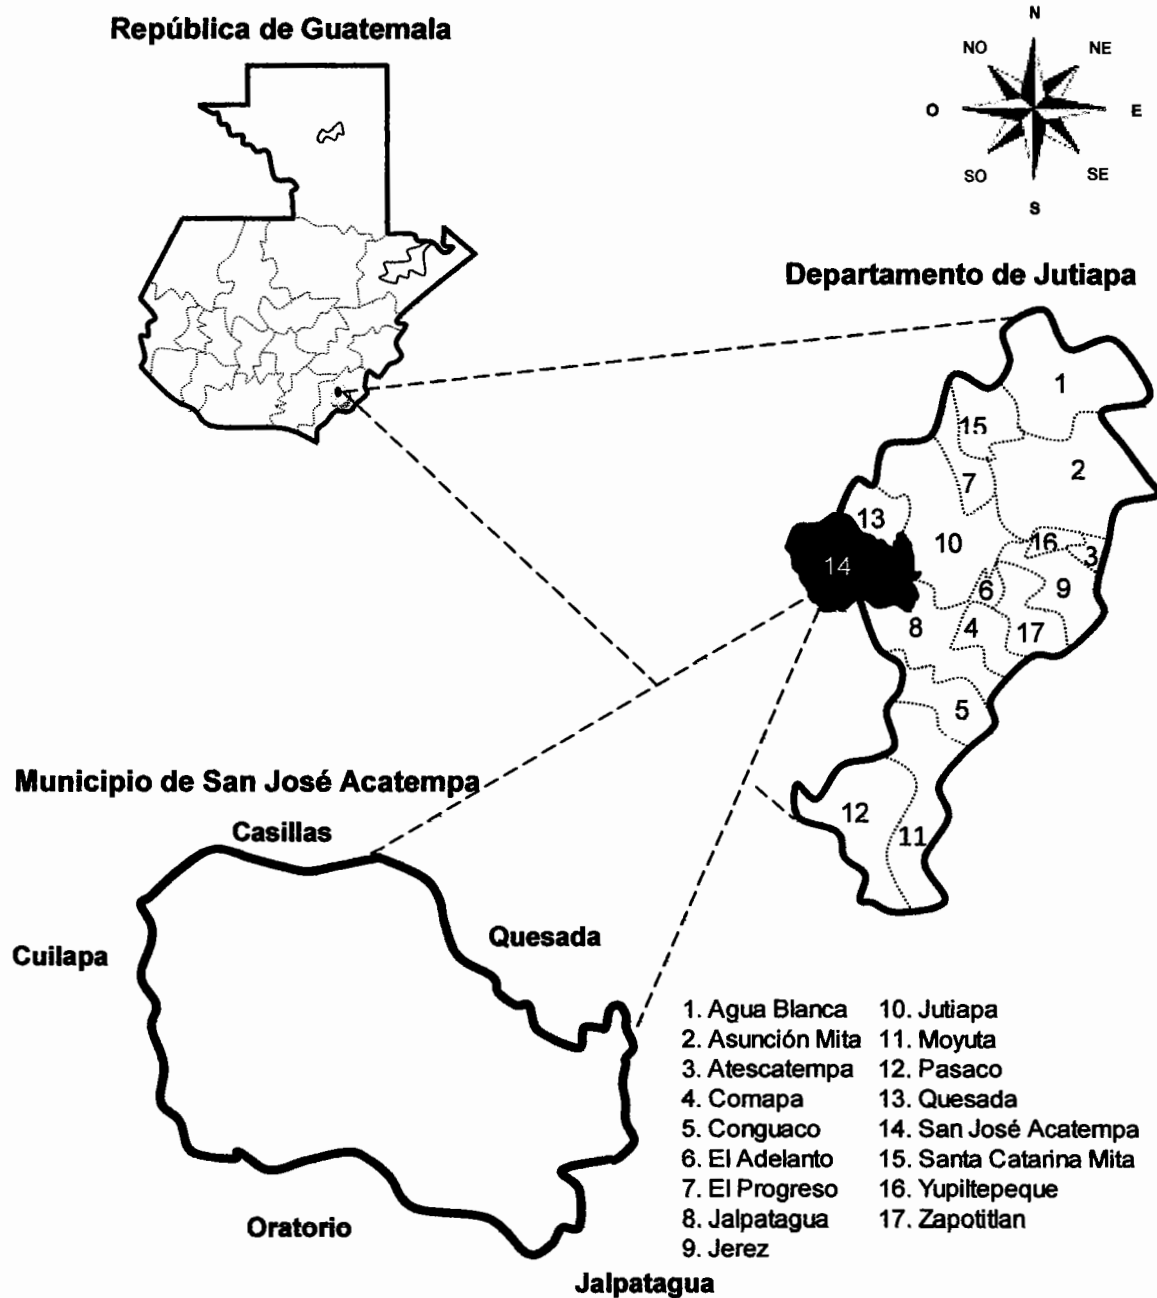 República de Guatemala
N
NO
NE
O
E
SO
SE
S
Departamento de Jutiapa
1
15
2
7
13
10
16
3
14
6
9
8
4
17
5
12
11
Municipio de San José Acatempa
Casillas
Quesada
Cuilapa
Oratorio
Jalpatagua
1. Agua Blanca
2. Asunción Mita
3. Atescatempa
4. Comapa
5. Conguaco
6. El Adelanto
7. El Progreso
8. Jalpatagua
9. Jerez
10. Jutiapa
11. Moyuta
12. Pasaco
13. Quesada
14. San José Acatempa
15. Santa Catarina Mita
16. Yupiltepeque
17. Zapotitlan